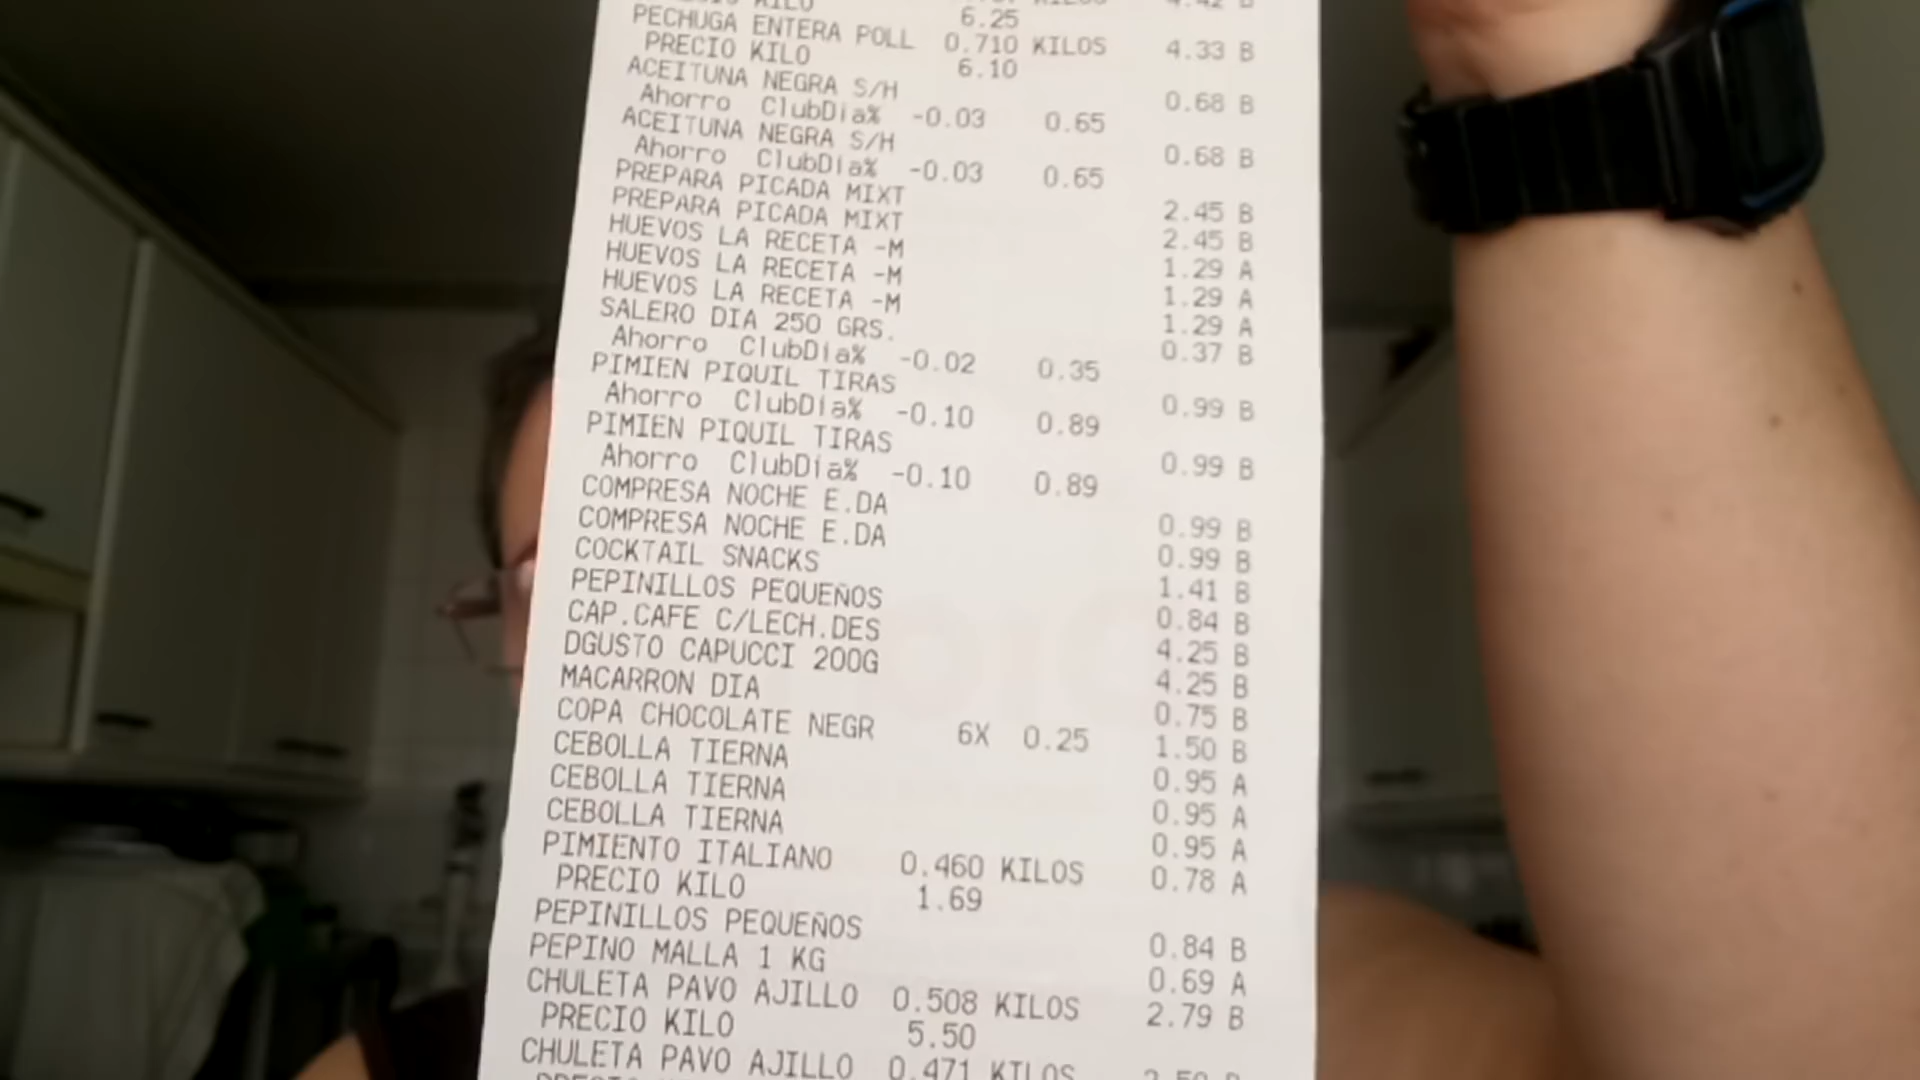 KILO 6.25 4.42 B
PECHUGA ENTERA POLL 0.710 KILOS 4.33 B
PRECIO KILO 6.10
ACEITUNA NEGRA S/H 0.68 B
Ahorro ClubDia% -0.03 0.65
ACEITUNA NEGRA S/H 0.68 B
Ahorro ClubDia% -0.03 0.65
PREPARA PICADA MIXT 2.45 B
PREPARA PICADA MIXT 2.45 B
HUEVOS LA RECETA -M 1.29 A
HUEVOS LA RECETA -M 1.29 A
HUEVOS LA RECETA -M 1.29 A
SALERO DIA 250 GRS. 0.37 B
Ahorro ClubDia% -0.02 0.35
PIMIEN PIQUIL TIRAS 0.99 B
Ahorro ClubDia% -0.10 0.89
PIMIEN PIQUIL TIRAS 0.99 B
Ahorro ClubDia% -0.10 0.89
COMPRESA NOCHE E.DA 0.99 B
COMPRESA NOCHE E.DA 0.99 B
COCKTAIL SNACKS 1.41 B
PEPINILLOS PEQUEÑOS 0.84 B
CAP.CAFE C/LECH.DES 4.25 B
DGUSTO CAPUCCI 200G 4.25 B
MACARRON DIA 0.75 B
COPA CHOCOLATE NEGR 6X 0.25 1.50 B
CEBOLLA TIERNA 0.95 A
CEBOLLA TIERNA 0.95 A
CEBOLLA TIERNA 0.95 A
PIMIENTO ITALIANO 0.460 KILOS 0.78 A
PRECIO KILO 1.69
PEPINILLOS PEQUEÑOS 0.84 B
PEPINO MALLA 1 KG 0.69 A
CHULETA PAVO AJILLO 0.508 KILOS 2.79 B
PRECIO KILO 5.50
CHULETA PAVO AJILLO 0.471 KILOS